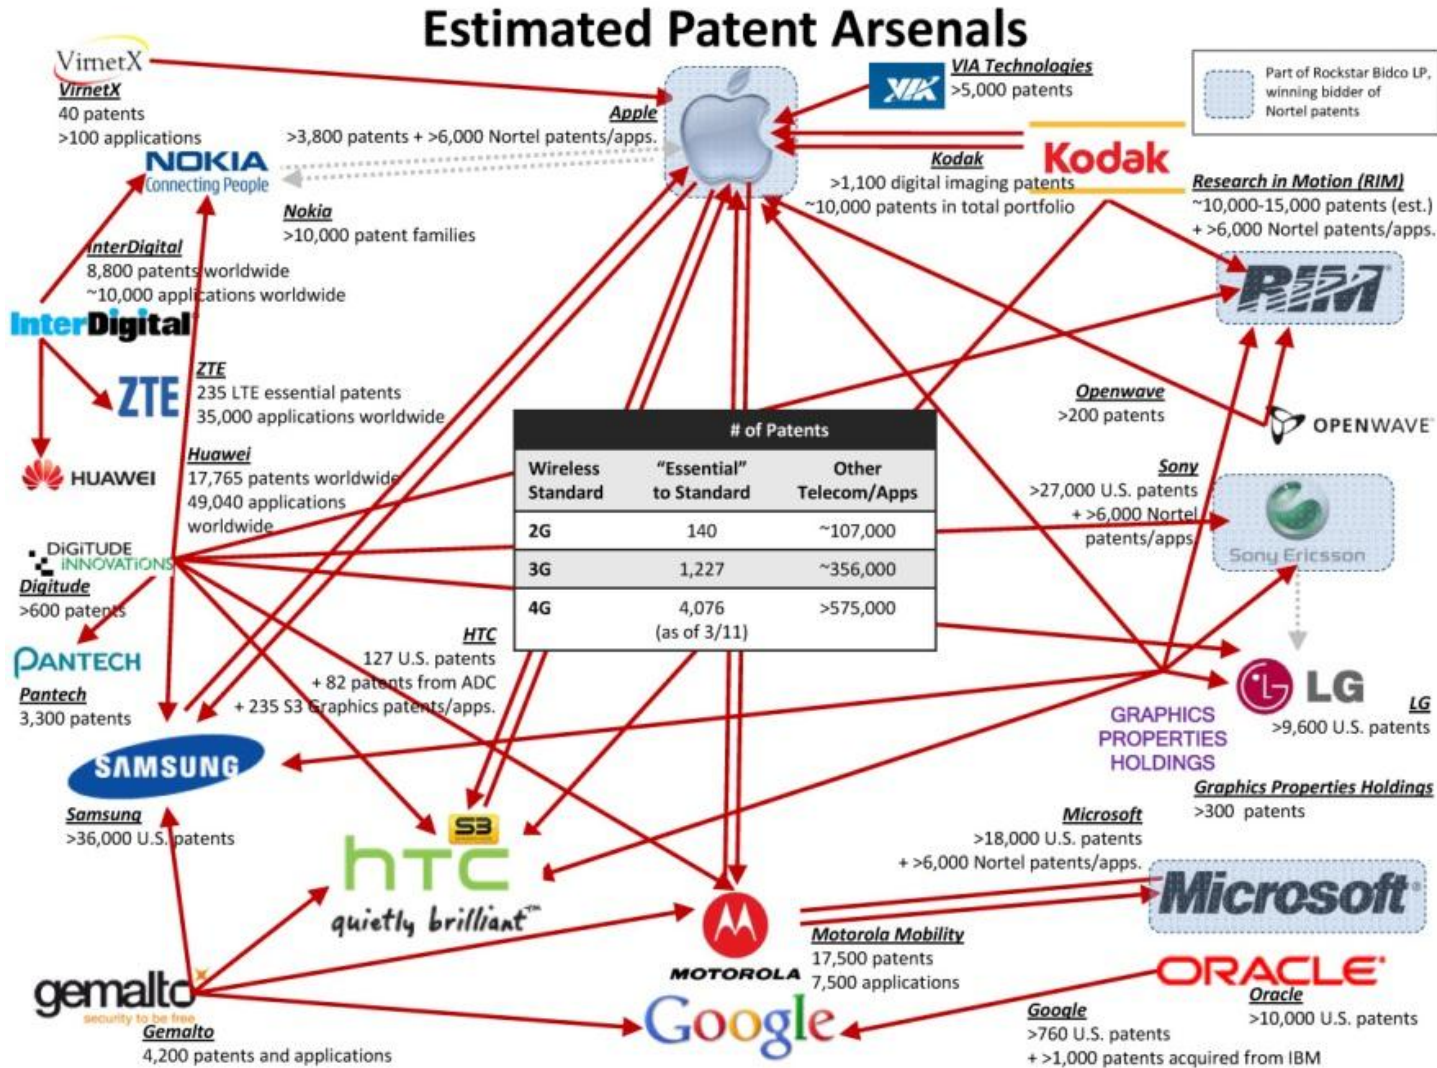 Estimated Patent Arsenals
VirnetX
VirnetX
40 patents
>100 applications
Apple
>3,800 patents + >6,000 Nortel patents/apps.
VIA
VIA Technologies
>5,000 patents
Part of Rockstar Bidco LP,
winning bidder of
Nortel patents
NOKIA
Connecting People
Nokia
>10,000 patent families
Kodak
Kodak
>1,100 digital imaging patents
~10,000 patents in total portfolio
Research in Motion (RIM)
~10,000-15,000 patents (est.)
+ >6,000 Nortel patents/apps.
RIM
InterDigital
8,800 patents worldwide
~10,000 applications worldwide
InterDigital
ZTE
ZTE
235 LTE essential patents
35,000 applications worldwide
Openwave
>200 patents
OPENWAVE
HUAWEI
Huawei
17,765 patents worldwide
49,040 applications
worldwide
# of Patents
Wireless Standard
"Essential" to Standard
Other Telecom/Apps
2G 140 ~107,000
3G 1,227 ~356,000
4G 4,076 >575,000
(as of 3/11)
Sony
>27,000 U.S. patents
+ >6,000 Nortel
patents/apps.
Sony Ericsson
DiGiTUDE
iNNOVATiONS
Digitude
>600 patents
PANTECH
Pantech
3,300 patents
HTC
127 U.S. patents
+ 82 patents from ADC
+ 235 S3 Graphics patents/apps.
LG
LG
>9,600 U.S. patents
GRAPHICS
PROPERTIES
HOLDINGS
Graphics Properties Holdings
>300 patents
SAMSUNG
Samsung
>36,000 U.S. patents
S3
hTC
quietly brilliant™
Microsoft
>18,000 U.S. patents
+ >6,000 Nortel patents/apps.
Microsoft®
MOTOROLA
Motorola Mobility
17,500 patents
7,500 applications
gemalto
security to be free
Gemalto
4,200 patents and applications
Google
Google
>760 U.S. patents
+ >1,000 patents acquired from IBM
ORACLE
Oracle
>10,000 U.S. patents